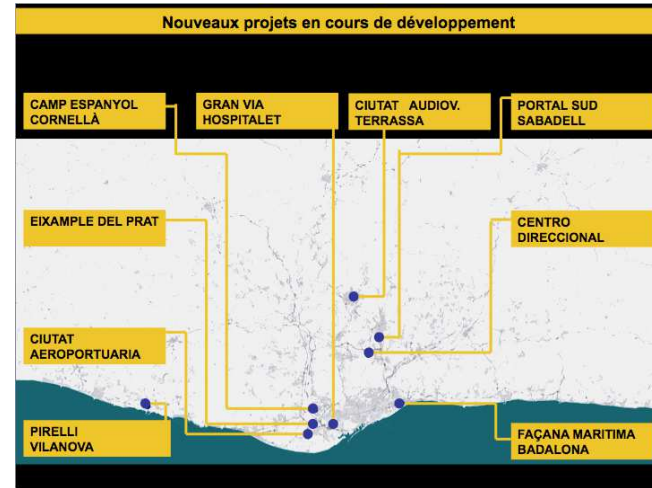 Nouveaux projets en cours de développement
CAMP ESPANYOL
CORNELLÀ
GRAN VIA
HOSPITALET
CIUTAT AUDIOV.
TERRASSA
PORTAL SUD
SABADELL
EIXAMPLE DEL PRAT
CENTRO
DIRECCIONAL
CIUTAT
AEROPORTUARIA
PIRELLI
VILANOVA
FAÇANA MARITIMA
BADALONA